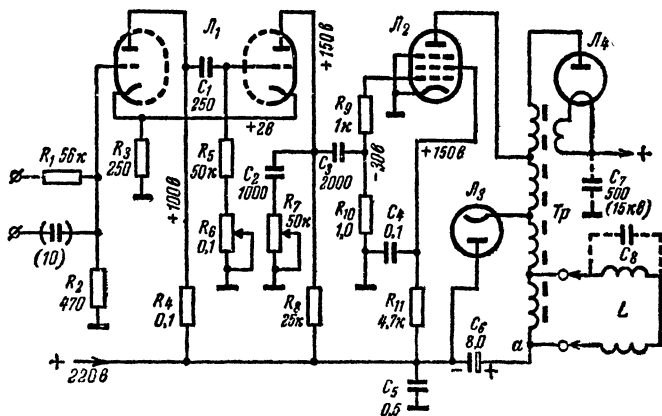 Л₁
Л₂
Л₄
+150в
C₁
250
+2в
R₉
1к
-30в
+150в
R₁ 56к
R₃
250
+100в
R₅
50к
C₂
1000
C₃
2000
Л₃
Тр
+
C₇
500
(15кв)
(10)
R₆
0,1
R₇
50к
R₁₀
1,0
C₄
0,1
C₈
R₂
470
R₄
0,1
R₈
25к
R₁₁
4,7к
C₆
8,0
L
а
+
220в
- +
C₅
0,5